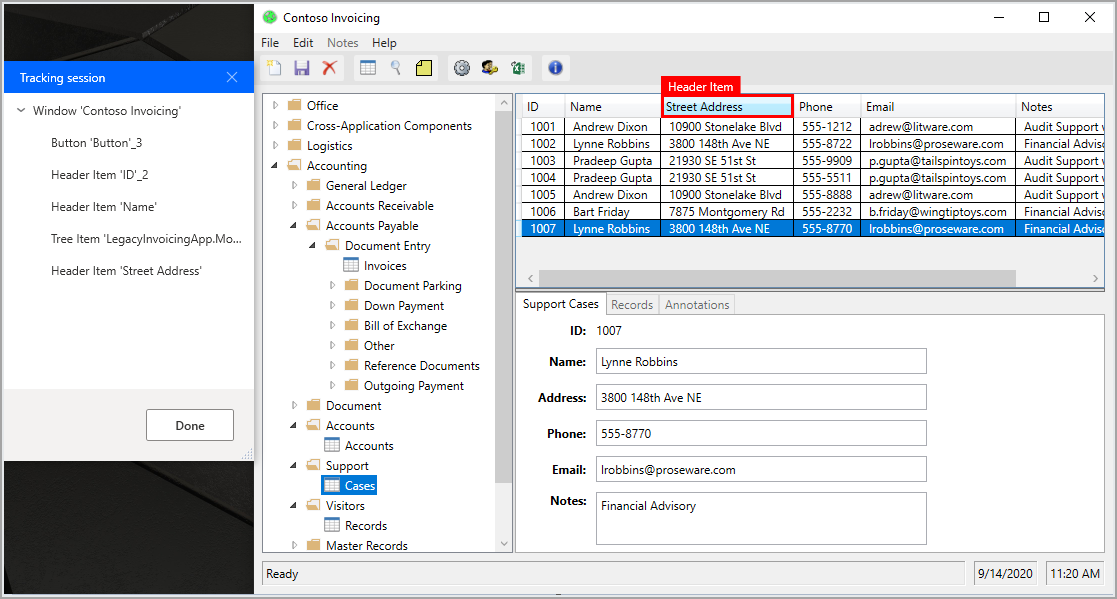 Tracking session
Window 'Contoso Invoicing'
Button 'Button'_3
Header Item 'ID'_2
Header Item 'Name'
Tree Item 'LegacyInvoicingApp.Mo...
Header Item 'Street Address'
Done
Contoso Invoicing
File Edit Notes Help
Office
Cross-Application Components
Logistics
Accounting
General Ledger
Accounts Receivable
Accounts Payable
Document Entry
Invoices
Document Parking
Down Payment
Bill of Exchange
Other
Reference Documents
Outgoing Payment
Document
Accounts
Accounts
Support
Cases
Visitors
Records
Master Records
Header Item
ID Name Street Address Phone Email Notes
1001 Andrew Dixon 10900 Stonelake Blvd 555-1212 adrew@litware.com Audit Support w
1002 Lynne Robbins 3800 148th Ave NE 555-8722 lrobbins@proseware.com Financial Adviso
1003 Pradeep Gupta 21930 SE 51st St 555-9909 p.gupta@tailspintoys.com Audit Support w
1004 Pradeep Gupta 21930 SE 51st St 555-5511 p.gupta@tailspintoys.com Audit Support w
1005 Andrew Dixon 10900 Stonelake Blvd 555-8888 adrew@litware.com Audit Support w
1006 Bart Friday 7875 Montgomery Rd 555-2232 b.friday@wingtiptoys.com Financial Adviso
1007 Lynne Robbins 3800 148th Ave NE 555-8770 lrobbins@proseware.com Financial Adviso
Support Cases Records Annotations
ID: 1007
Name: Lynne Robbins
Address: 3800 148th Ave NE
Phone: 555-8770
Email: lrobbins@proseware.com
Notes: Financial Advisory
Ready 9/14/2020 11:20 AM